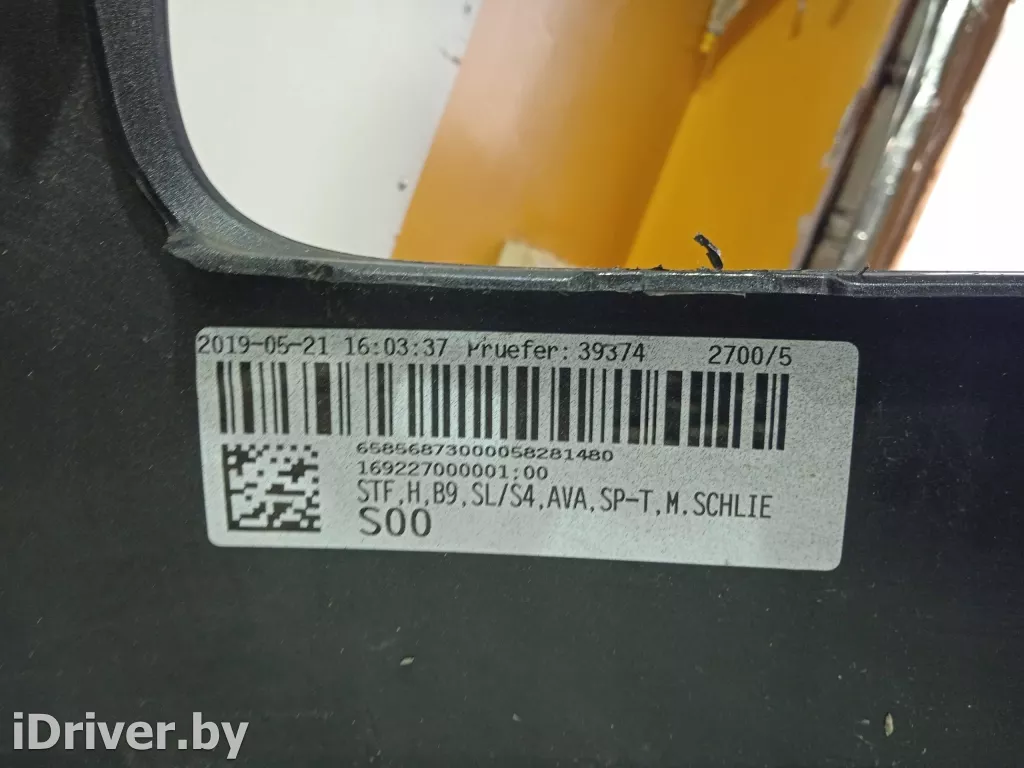 2019-05-21 16:03:37 Pruefer: 39374 2700/5
65856873000058281480
169227000001:00
STF,H,B9,SL/S4,AVA,SP-T,M.SCHLIE
S00
iDriver.by